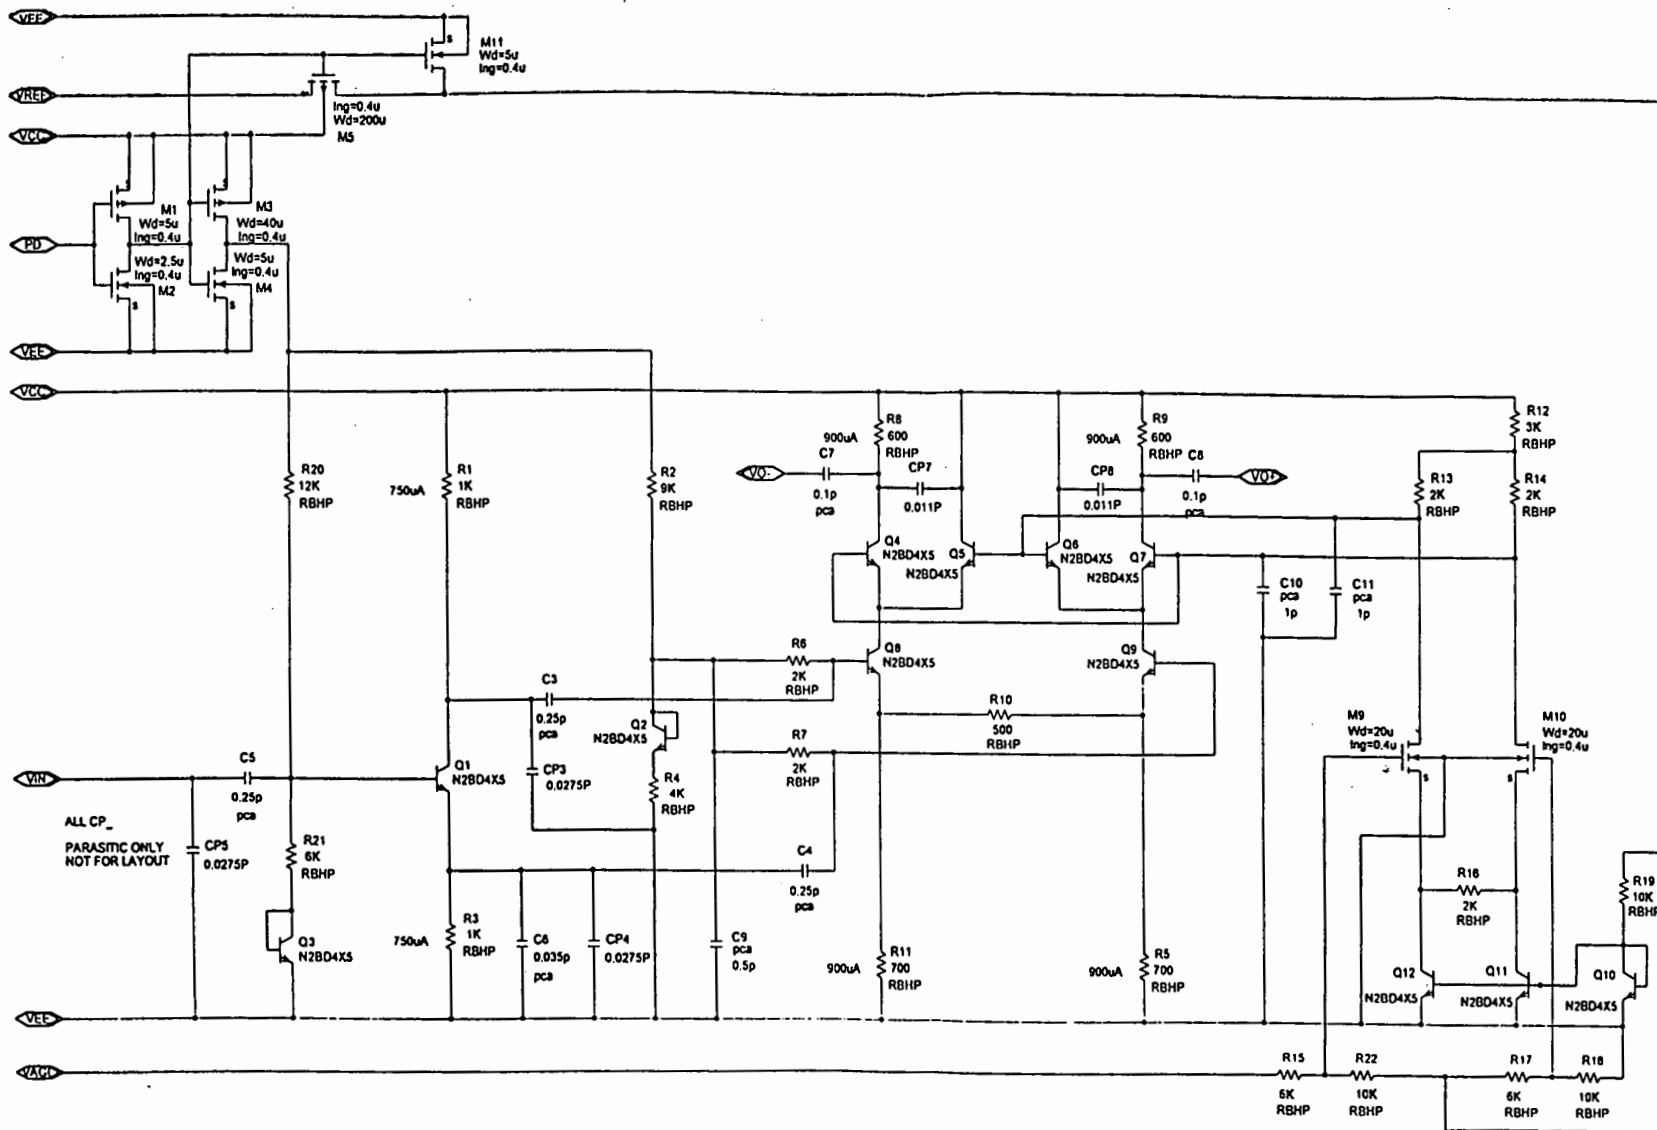 VEE
M11
Wd=5u
lng=0.4u
S
VREF
lng=0.4u
Wd=200u
M5
VCC
S
S
M1
Wd=5u
lng=0.4u
M3
Wd=40u
lng=0.4u
PD
Wd=2.5u
lng=0.4u
M2
Wd=5u
lng=0.4u
M4
S
S
VEE
VCC
R20
12K
RBHP
750uA
R1
1K
RBHP
R2
9K
RBHP
900uA
R8
600
RBHP
C7
0.1p
pca
VO-
CP7
0.011P
900uA
R9
600
RBHP
CP8
0.011P
C8
0.1p
pca
VO+
R12
3K
RBHP
R13
2K
RBHP
R14
2K
RBHP
Q4
N2BD4X5
Q5
N2BD4X5
Q6
N2BD4X5
Q7
N2BD4X5
C10
pca
1p
C11
pca
1p
R6
2K
RBHP
Q8
N2BD4X5
Q9
N2BD4X5
C3
0.25p
pca
Q2
N2BD4X5
R10
500
RBHP
R7
2K
RBHP
M9
Wd=20u
lng=0.4u
S
M10
Wd=20u
lng=0.4u
S
VIN
C5
0.25p
pca
Q1
N2BD4X5
CP3
0.0275P
R4
4K
RBHP
ALL CP_
PARASITIC ONLY
NOT FOR LAYOUT
CP5
0.0275P
R21
6K
RBHP
C4
0.25p
pca
R16
2K
RBHP
R19
10K
RBHP
Q3
N2BD4X5
750uA
R3
1K
RBHP
C6
0.035p
pca
CP4
0.0275P
C9
pca
0.5p
900uA
R11
700
RBHP
900uA
R5
700
RBHP
Q12
N2BD4X5
Q11
N2BD4X5
Q10
N2BD4X5
VEE
VAGC
R15
6K
RBHP
R22
10K
RBHP
R17
6K
RBHP
R18
10K
RBHP